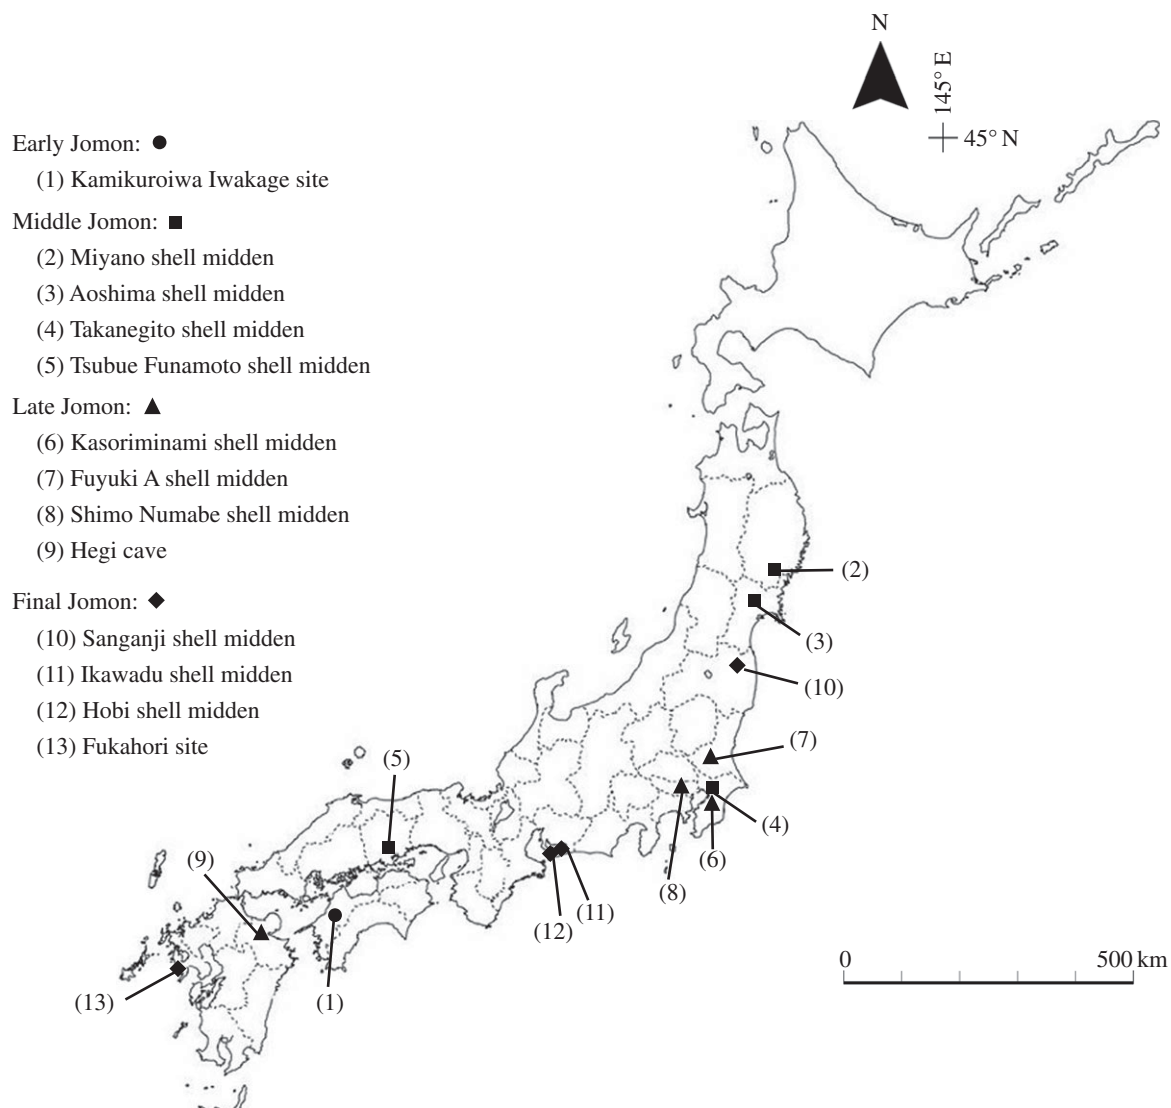 N
145° E
45° N
Early Jomon:
(1) Kamikuroiwa Iwakage site
Middle Jomon:
(2) Miyano shell midden
(3) Aoshima shell midden
(4) Takanegito shell midden
(5) Tsubue Funamoto shell midden
Late Jomon:
(6) Kasoriminami shell midden
(7) Fuyuki A shell midden
(8) Shimo Numabe shell midden
(9) Hegi cave
Final Jomon:
(10) Sanganji shell midden
(11) Ikawadu shell midden
(12) Hobi shell midden
(13) Fukahori site
(2)
(3)
(10)
(7)
(5)
(4)
(6)
(9)
(8)
(11)
(12)
(13)
(1)
0 500 km